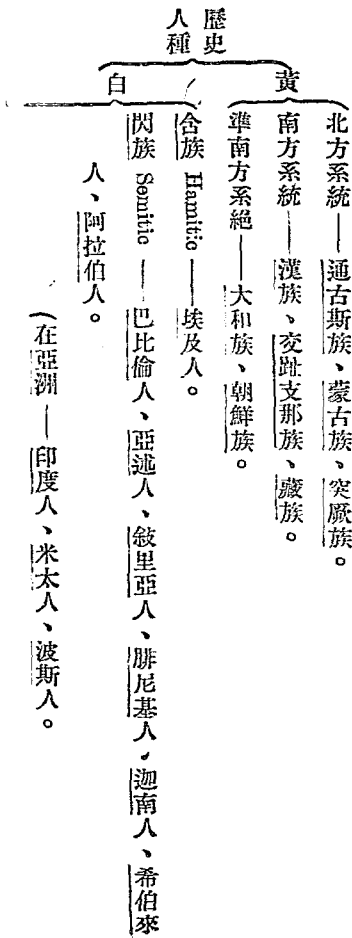 歷史
人種
黃
北方系統——通古斯族、蒙古族、突厥族。
南方系統——漢族、交趾支那族、藏族。
準南方系絕——大和族、朝鮮族。
白
含族 Hamitic——埃及人。
閃族 Semitic——巴比倫人、亞述人、敍里亞人、腓尼基人、迦南人、希伯來
人、阿拉伯人。
在亞洲——印度人、米太人、波斯人。